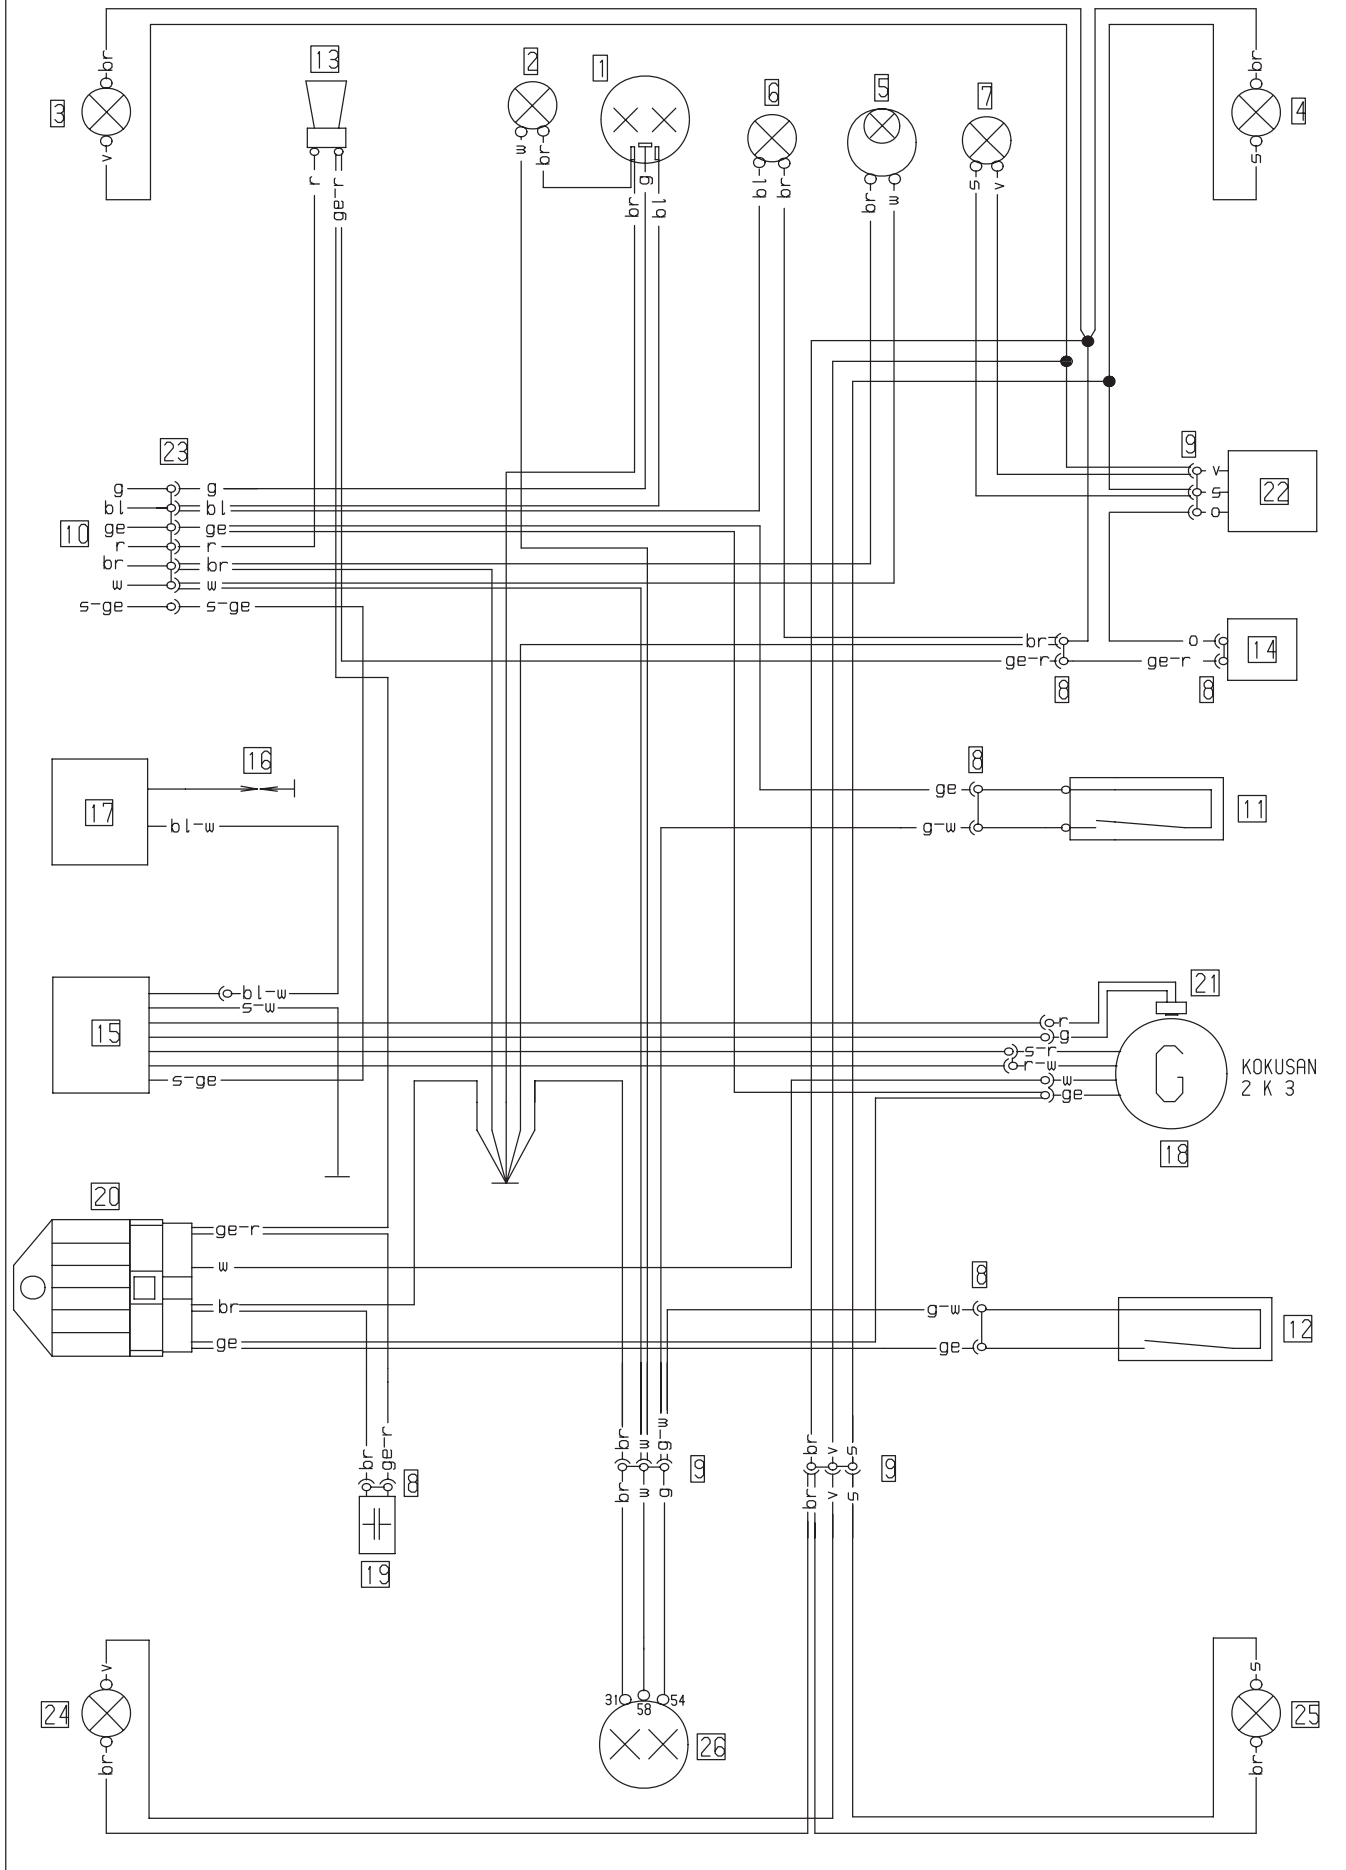 br
br
13
2
1
6
5
7
3
4
v
w
br
s
r
ge-r
br
g
bl
bl
br
br
w
s
v
23
9
g
g
v
bl
bl
s
22
10
ge
ge
o
r
r
br
br
w
w
s-ge
s-ge
br
o
14
ge-r
ge-r
8
8
16
8
17
ge
11
bl-w
g-w
21
bl-w
s-w
r
15
g
s-r
r-w
KOKUSAN
w
s-ge
ge
2 K 3
18
20
ge-r
w
8
br
g-w
12
ge
ge
br
ge-r
8
br
w
g-w
9
br
w
g
br
v
s
9
br
v
s
19
v
s
24
31
58
54
25
26
br
br
G